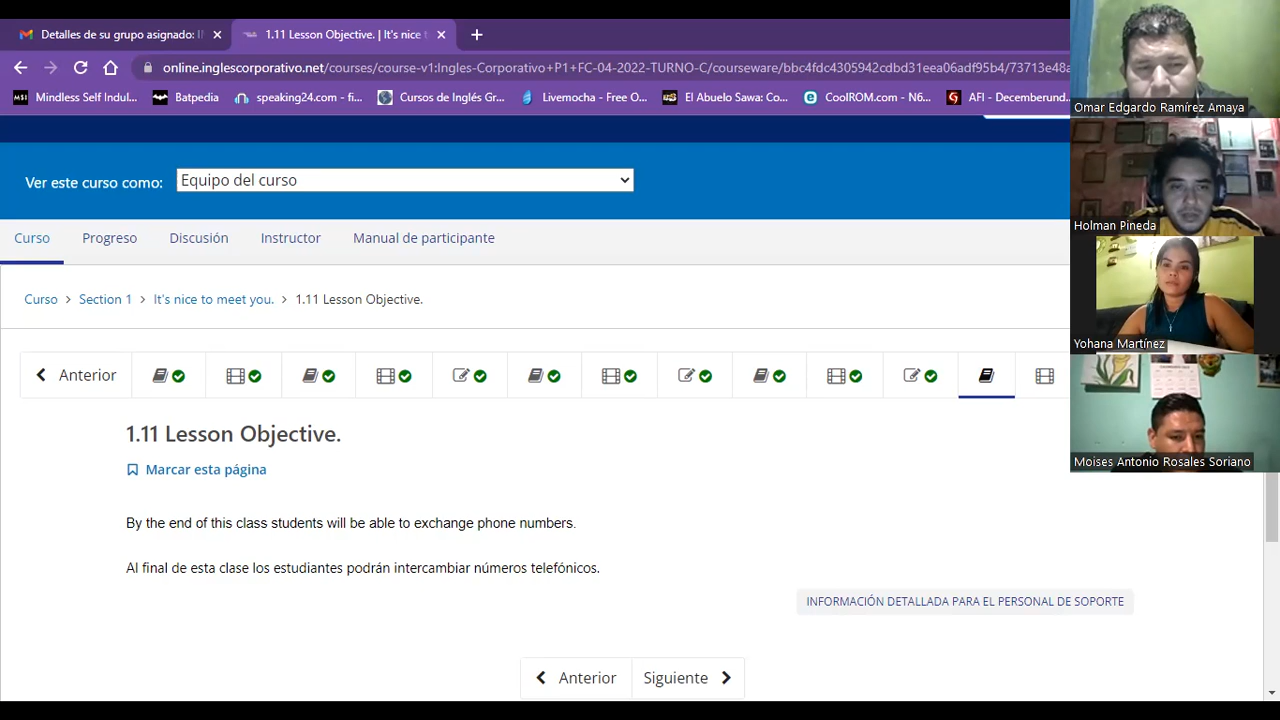 Detalles de su grupo asignado: I
1.11 Lesson Objective. | It's nice t
online.inglescorporativo.net/courses/course-v1:Ingles-Corporativo+P1+FC-04-2022-TURNO-C/courseware/bbc4fdc4305942cdbd31eea06adf95b4/73713e48a
Mindless Self Indul...
Batpedia
speaking24.com - fi...
Cursos de Inglés Gr...
Livemocha - Free O...
El Abuelo Sawa: Co...
CoolROM.com - N6...
AFI - Decemberund...
Ver este curso como:
Equipo del curso
Curso
Progreso
Discusión
Instructor
Manual de participante
Curso > Section 1 > It's nice to meet you. > 1.11 Lesson Objective.
Anterior
1.11 Lesson Objective.
Marcar esta página
By the end of this class students will be able to exchange phone numbers.
Al final de esta clase los estudiantes podrán intercambiar números telefónicos.
INFORMACIÓN DETALLADA PARA EL PERSONAL DE SOPORTE
Anterior
Siguiente
Omar Edgardo Ramírez Amaya
Holman Pineda
Yohana Martínez
Moises Antonio Rosales Soriano